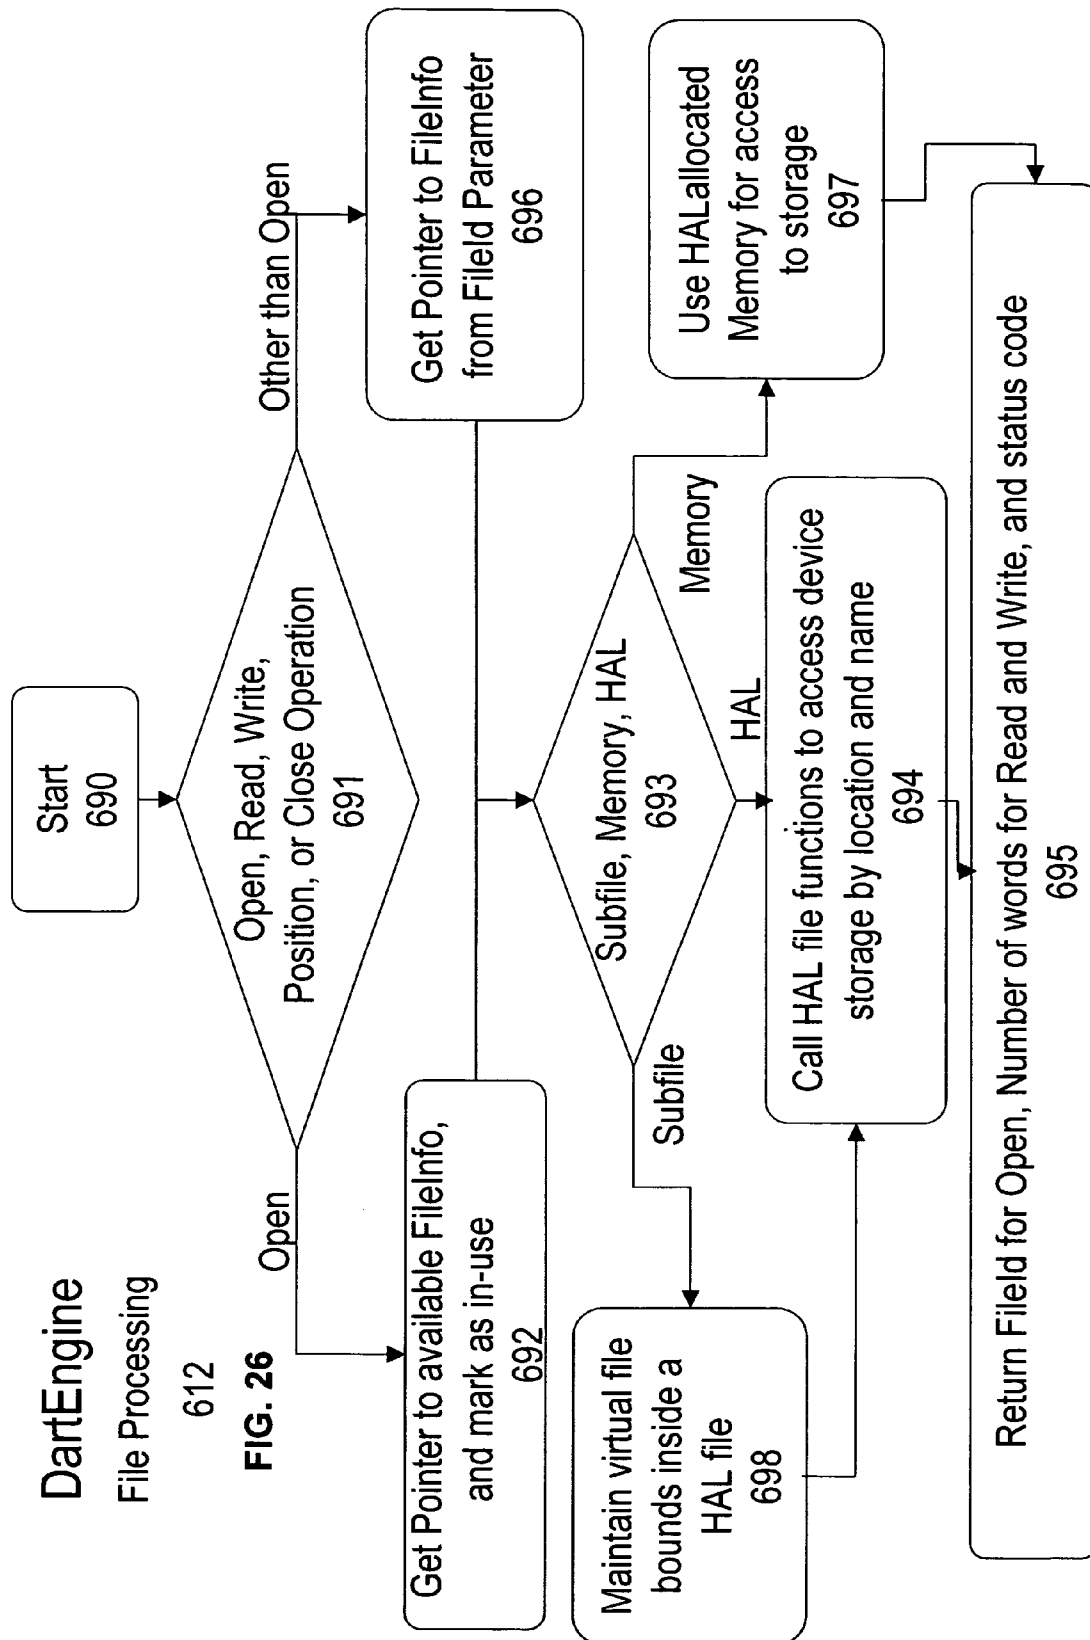 DartEngine
File Processing
612
FIG. 26
Start
690
Open, Read, Write,
Position, or Close Operation
691
Open
Other than Open
Get Pointer to available FileInfo,
and mark as in-use
692
Get Pointer to FileInfo
from FileId Parameter
696
Subfile, Memory, HAL
693
Subfile
HAL
Memory
Maintain virtual file
bounds inside a
HAL file
698
Call HAL file functions to access device
storage by location and name
694
Use HALallocated
Memory for access
to storage
697
Return FileId for Open, Number of words for Read and Write, and status code
695